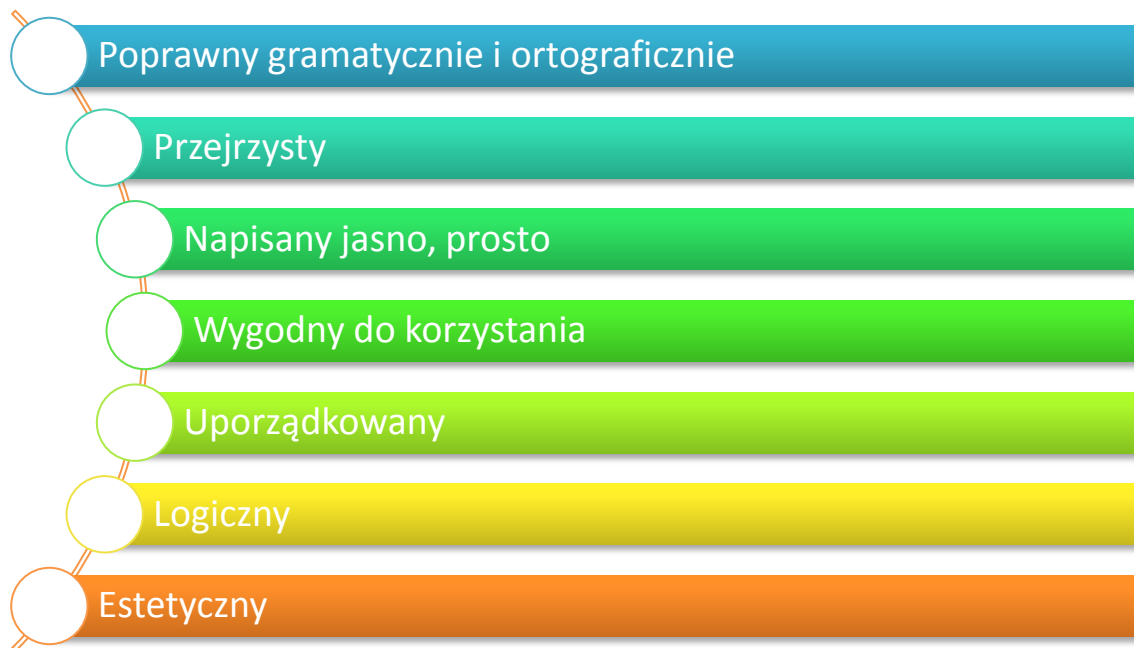 Poprawny gramatycznie i ortograficznie
Przejrzysty
Napisany jasno, prosto
Wygodny do korzystania
Uporządkowany
Logiczny
Estetyczny